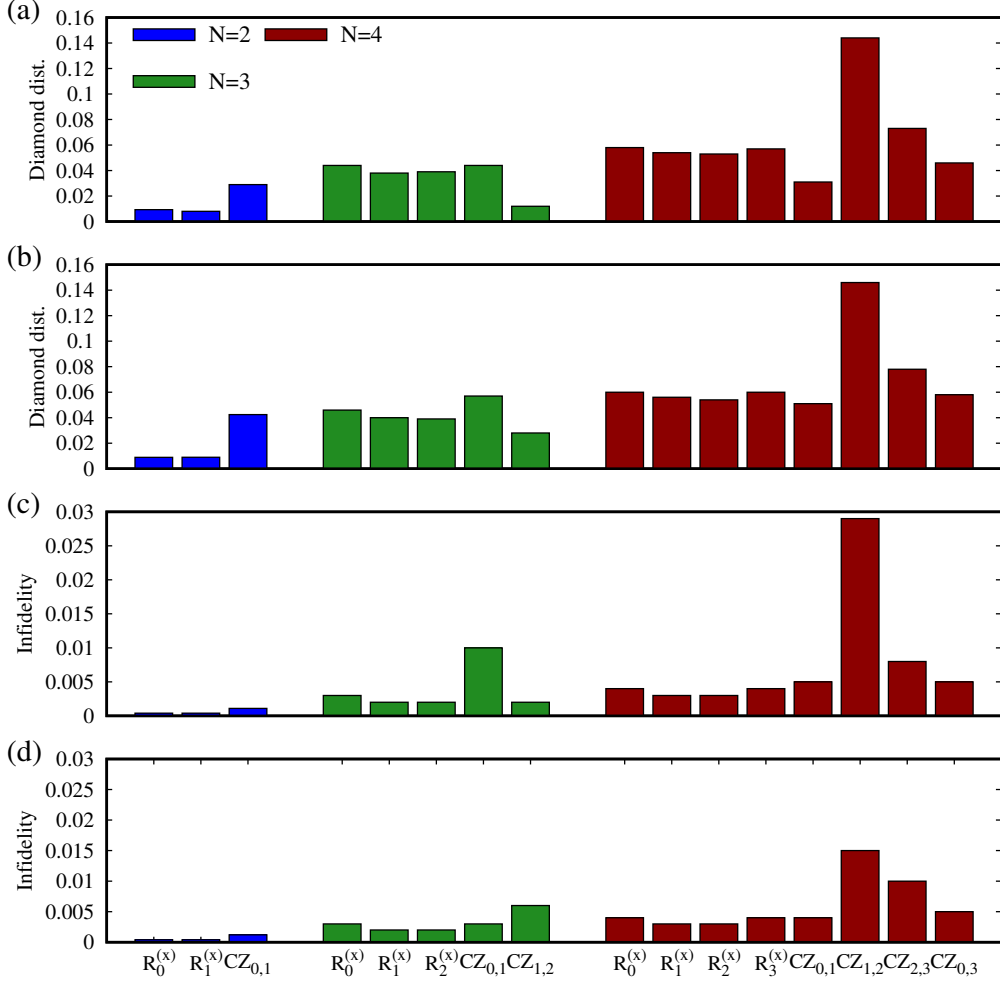 (a)
Diamond dist.
0.16
0.14
0.12
0.1
0.08
0.06
0.04
0.02
0
N=2 N=4
N=3
(b)
Diamond dist.
0.16
0.14
0.12
0.1
0.08
0.06
0.04
0.02
0
(c)
Infidelity
0.03
0.025
0.02
0.015
0.01
0.005
0
(d)
Infidelity
0.03
0.025
0.02
0.015
0.01
0.005
0
R₀⁽ˣ⁾ R₁⁽ˣ⁾ CZ₀,₁ R₀⁽ˣ⁾ R₁⁽ˣ⁾ R₂⁽ˣ⁾ CZ₀,₁ CZ₁,₂ R₀⁽ˣ⁾ R₁⁽ˣ⁾ R₂⁽ˣ⁾ R₃⁽ˣ⁾ CZ₀,₁ CZ₁,₂ CZ₂,₃ CZ₀,₃